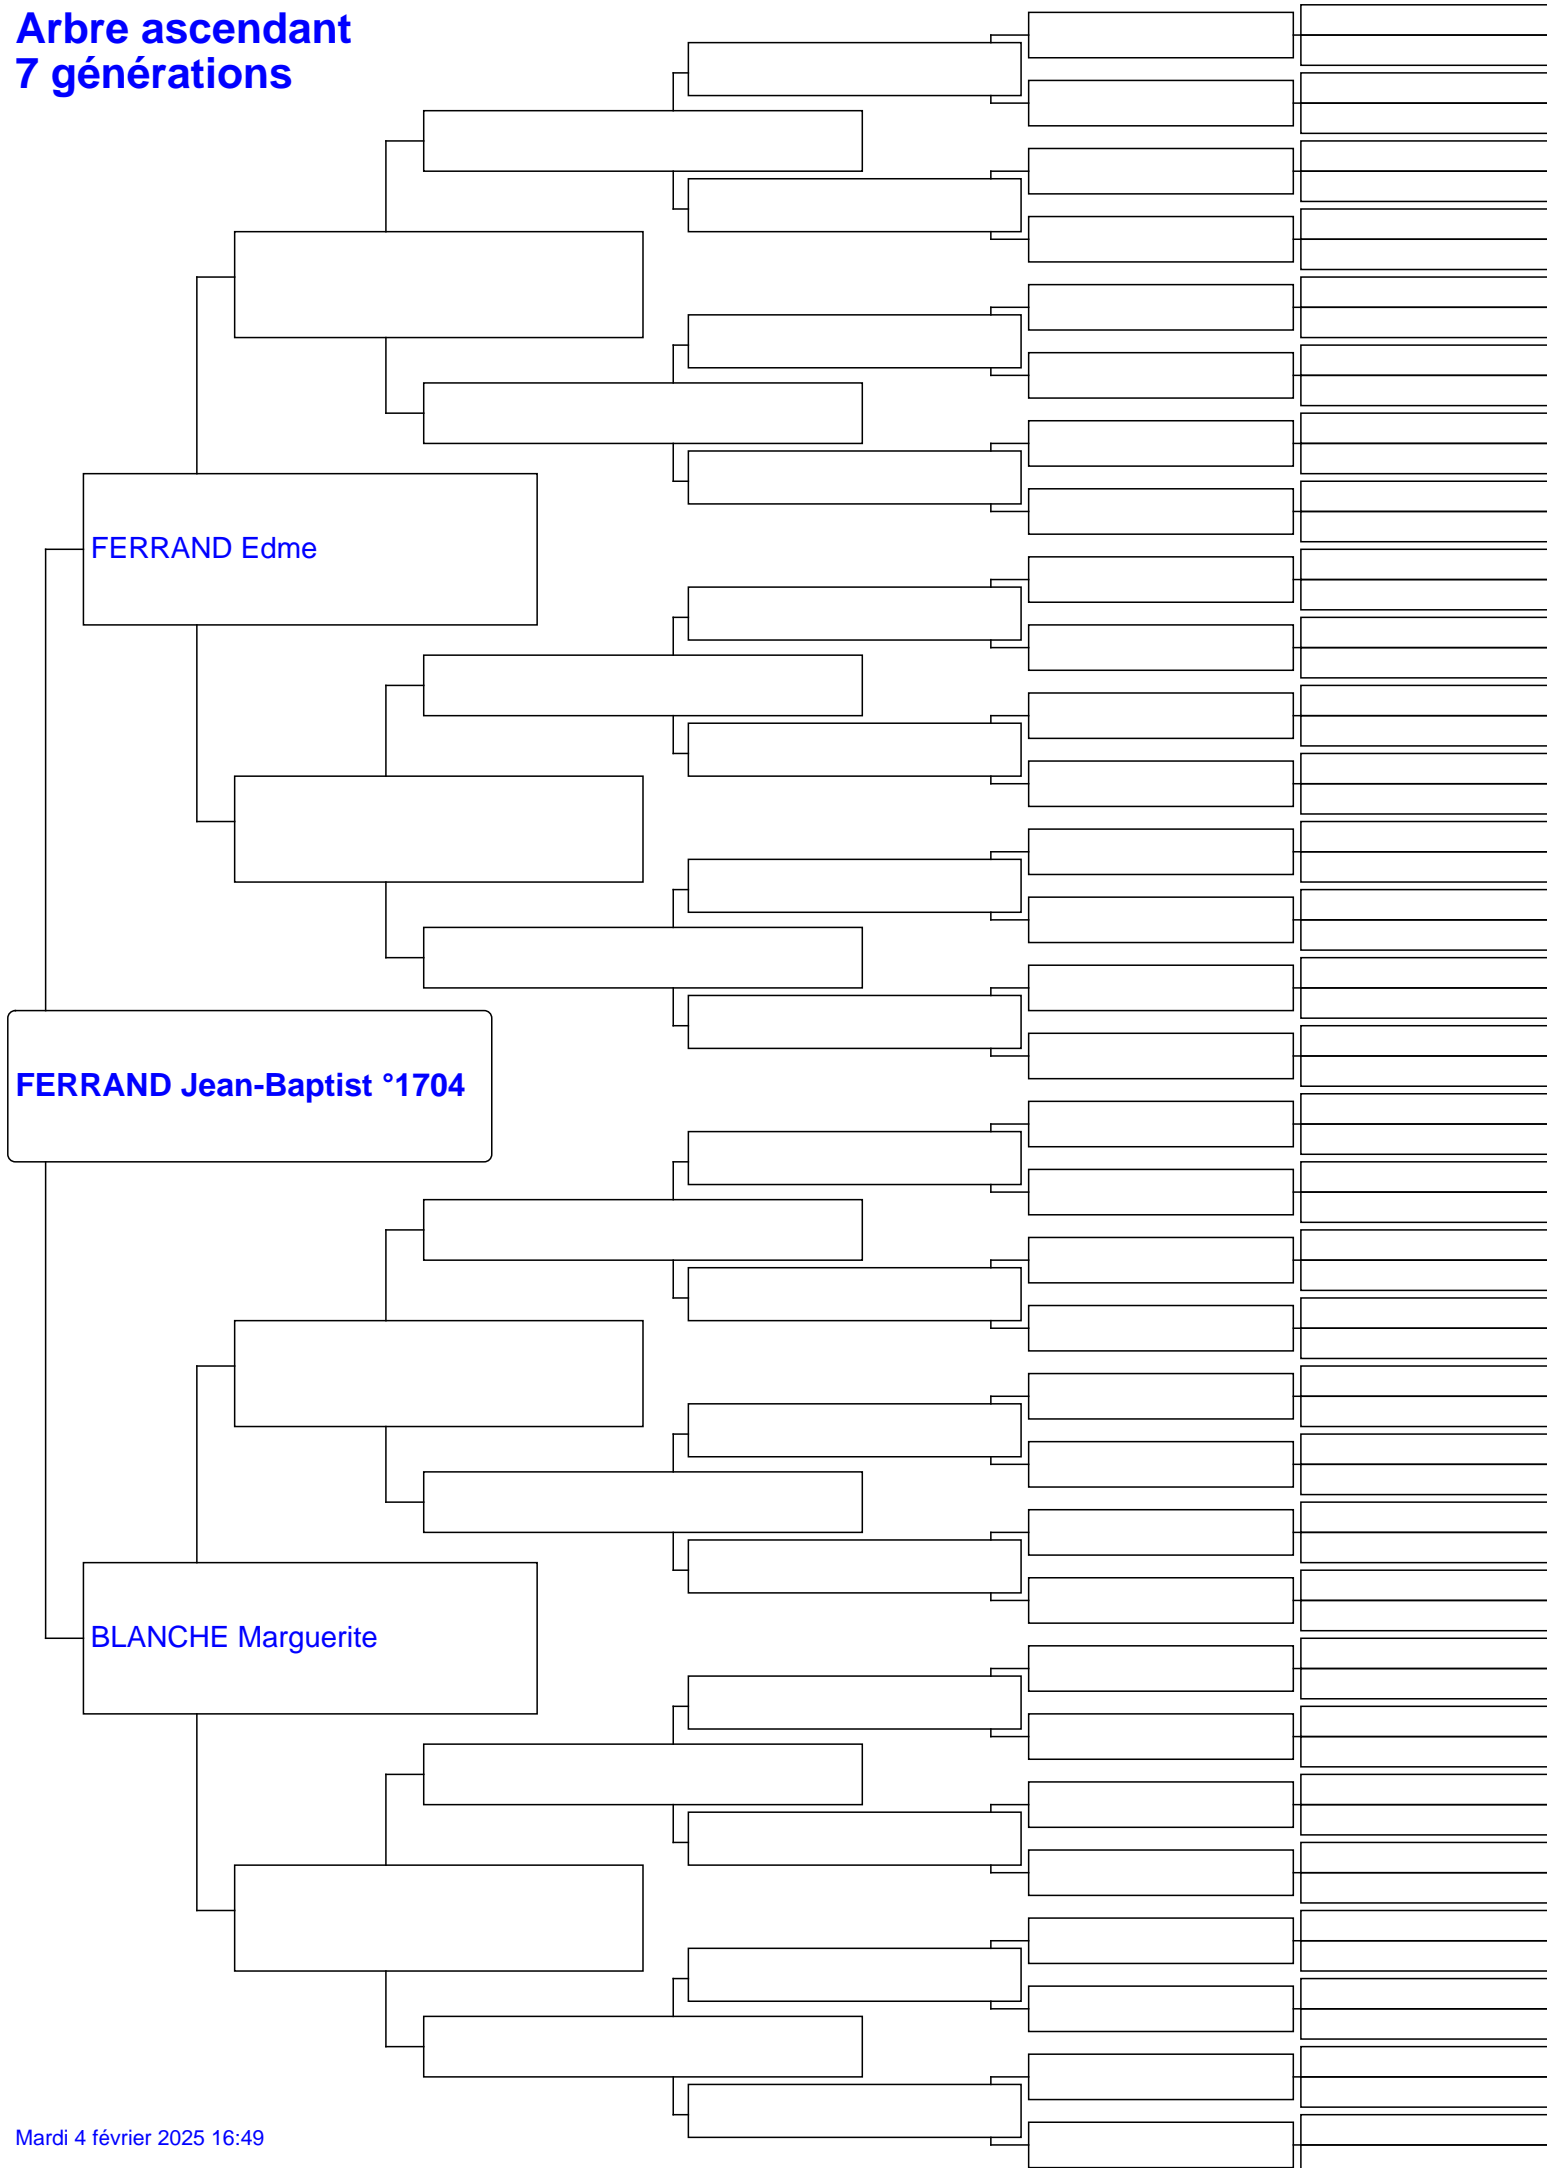 Arbre ascendant
7 générations
FERRAND Edme
FERRAND Jean-Baptist °1704
BLANCHE Marguerite
Mardi 4 février 2025 16:49